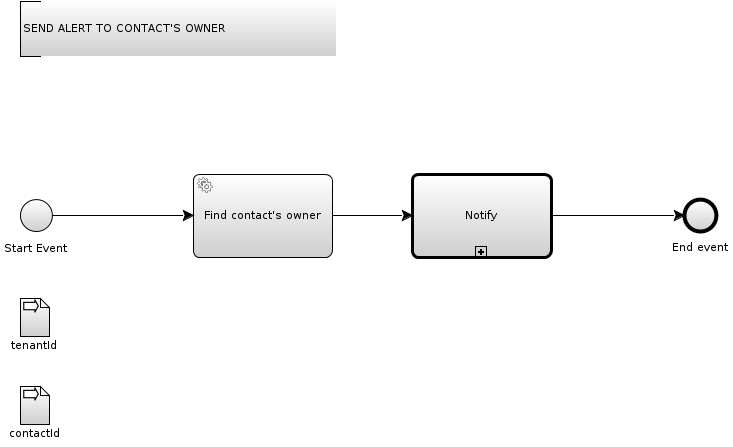 SEND ALERT TO CONTACT'S OWNER
Find contact's owner
Notify
Start Event
End event
tenantId
contactId